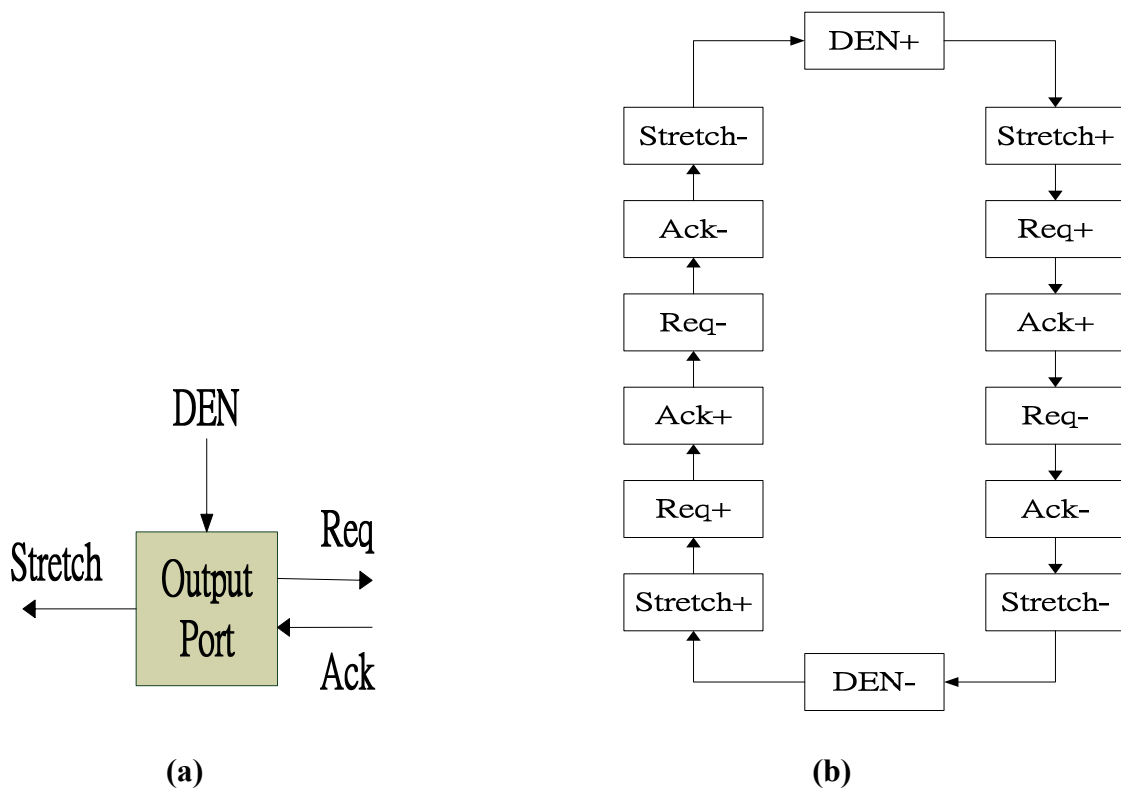 DEN
Stretch
Output
Port
Req
Ack
(a)
DEN+
Stretch+
Req+
Ack+
Req-
Ack-
Stretch-
DEN-
Stretch+
Req+
Ack+
Req-
Ack-
Stretch-
(b)